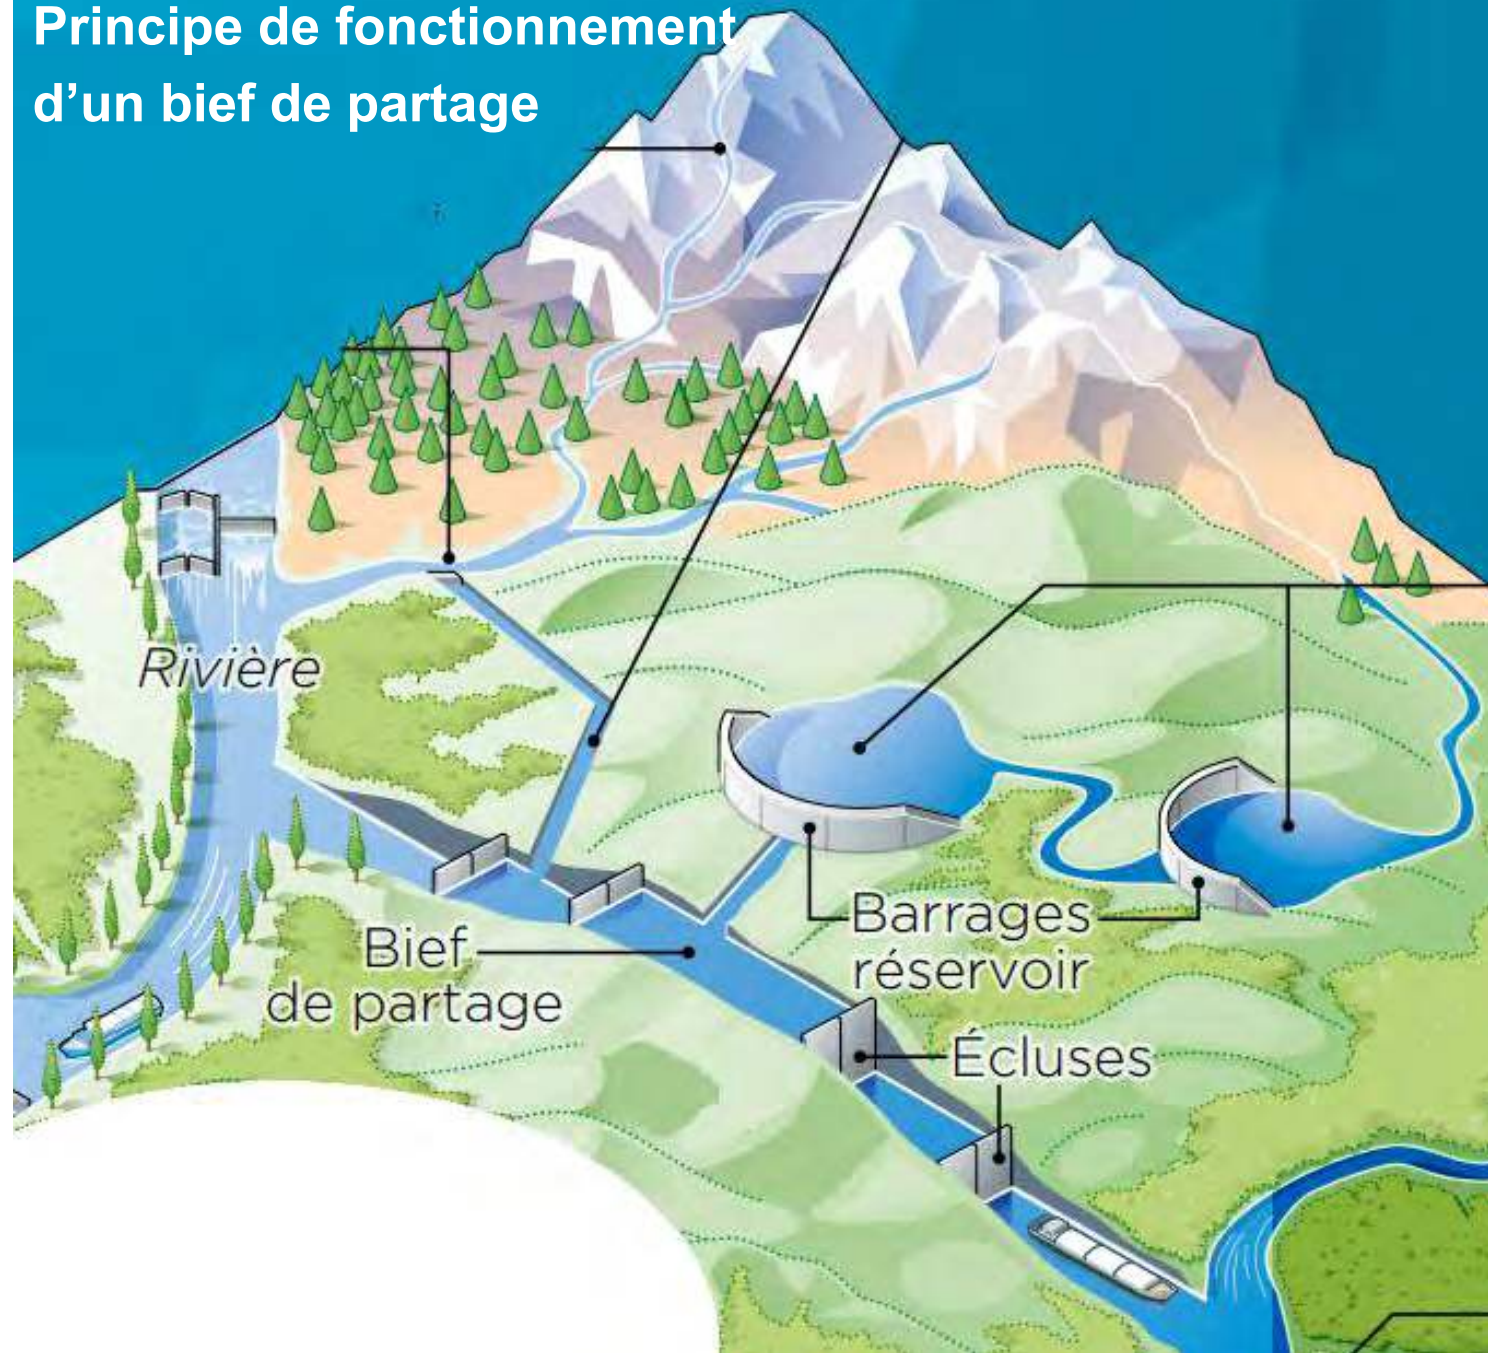 Principe de fonctionnement
d’un bief de partage
Rivière
Barrages
réservoir
Bief
de partage
Écluses